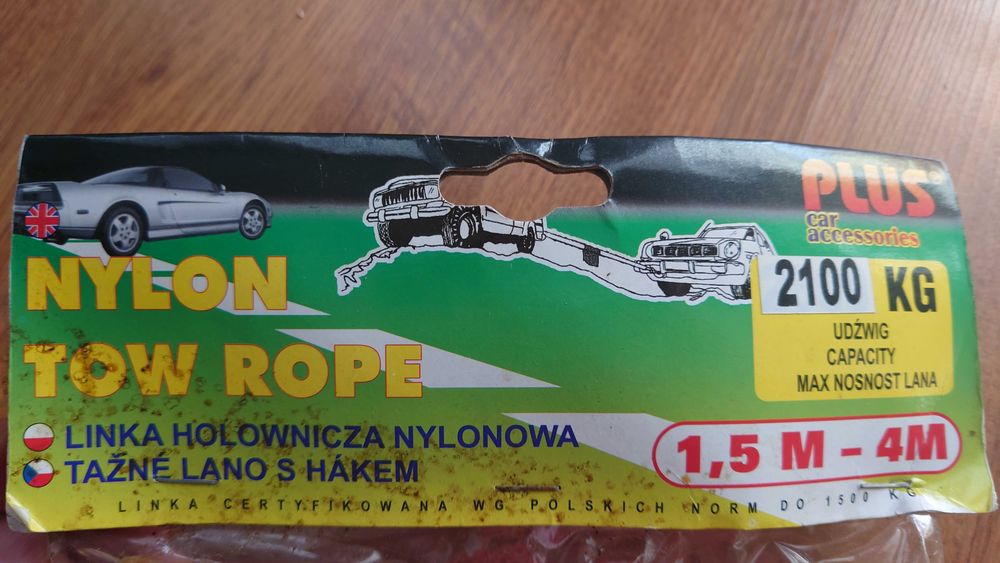 PLUS®
car
accessories
NYLON
TOW ROPE
2100 KG
UDŹWIG
CAPACITY
MAX NOSNOST LANA
LINKA HOLOWNICZA NYLONOWA
TAŽNÉ LANO S HÁKEM
1,5 M - 4M
LINKA CERTYFIKOWANA WG POLSKICH NORM DO 1500 KG